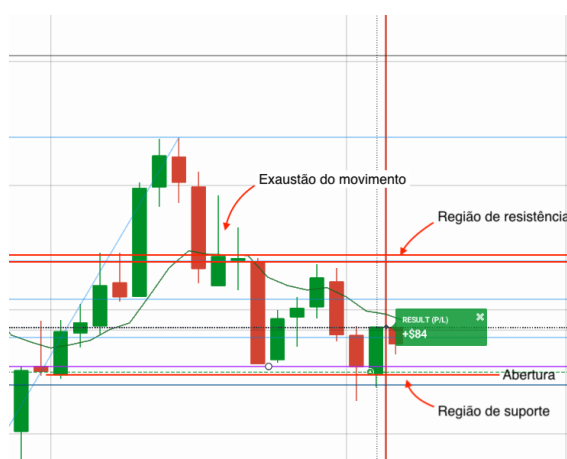 Exaustão do movimento
Região de resistência
RESULT (P/L)
+$84
Abertura
Região de suporte